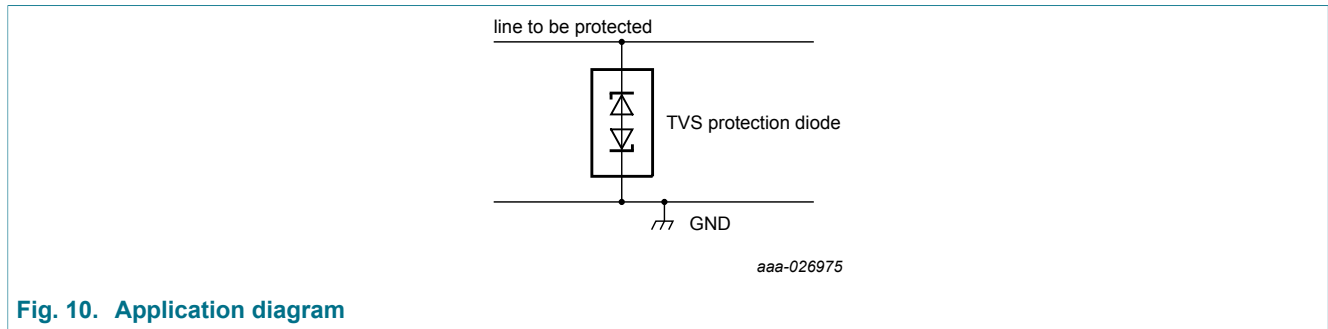 line to be protected
TVS protection diode
GND
aaa-026975
Fig. 10. Application diagram